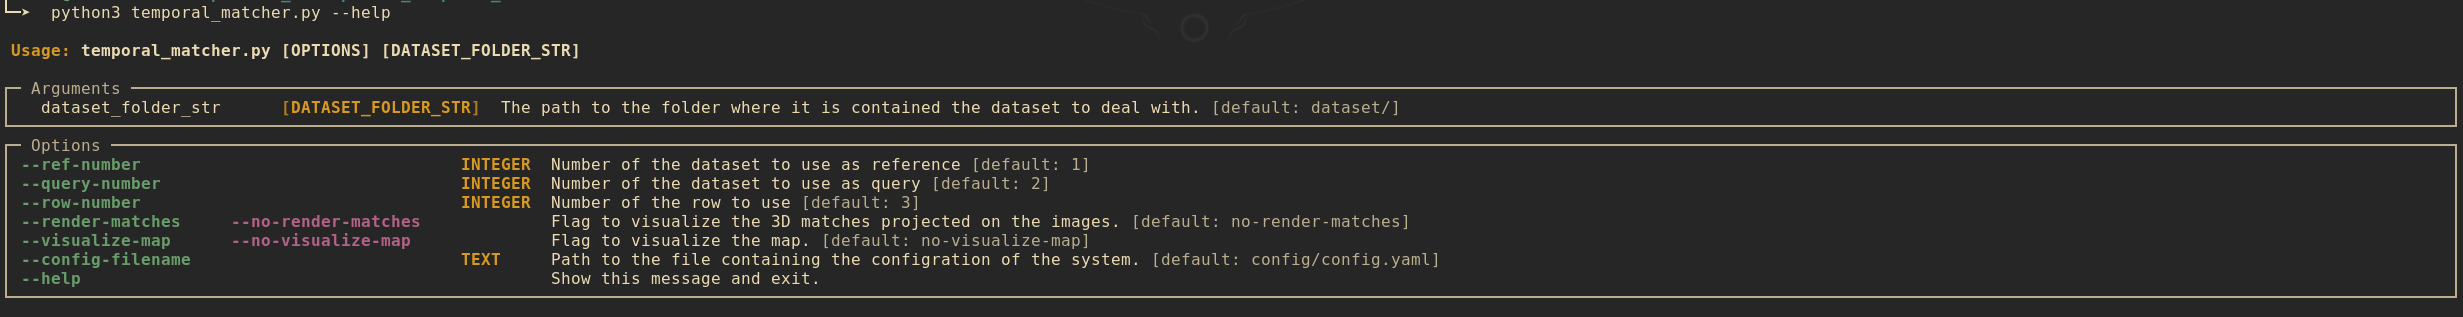 python3 temporal_matcher.py --help
Usage: temporal_matcher.py [OPTIONS] [DATASET_FOLDER_STR]
Arguments
dataset_folder_str [DATASET_FOLDER_STR] The path to the folder where it is contained the dataset to deal with. [default: dataset/]
Options
--ref-number INTEGER Number of the dataset to use as reference [default: 1]
--query-number INTEGER Number of the dataset to use as query [default: 2]
--row-number INTEGER Number of the row to use [default: 3]
--render-matches --no-render-matches Flag to visualize the 3D matches projected on the images. [default: no-render-matches]
--visualize-map --no-visualize-map Flag to visualize the map. [default: no-visualize-map]
--config-filename TEXT Path to the file containing the configration of the system. [default: config/config.yaml]
--help Show this message and exit.